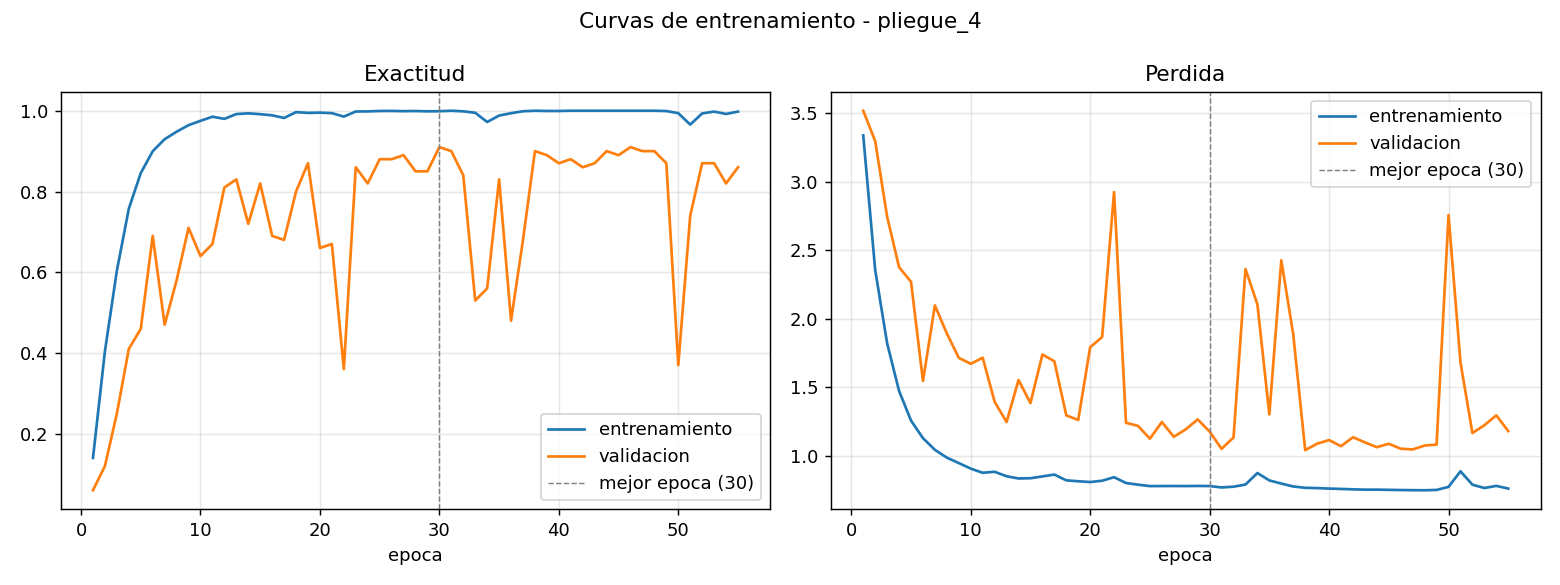 Curvas de entrenamiento - pliegue_4
Exactitud
1.0
0.8
0.6
0.4
0.2
0 10 20 30 40 50
epoca
entrenamiento
validacion
mejor epoca (30)
Perdida
3.5
3.0
2.5
2.0
1.5
1.0
0 10 20 30 40 50
epoca
entrenamiento
validacion
mejor epoca (30)